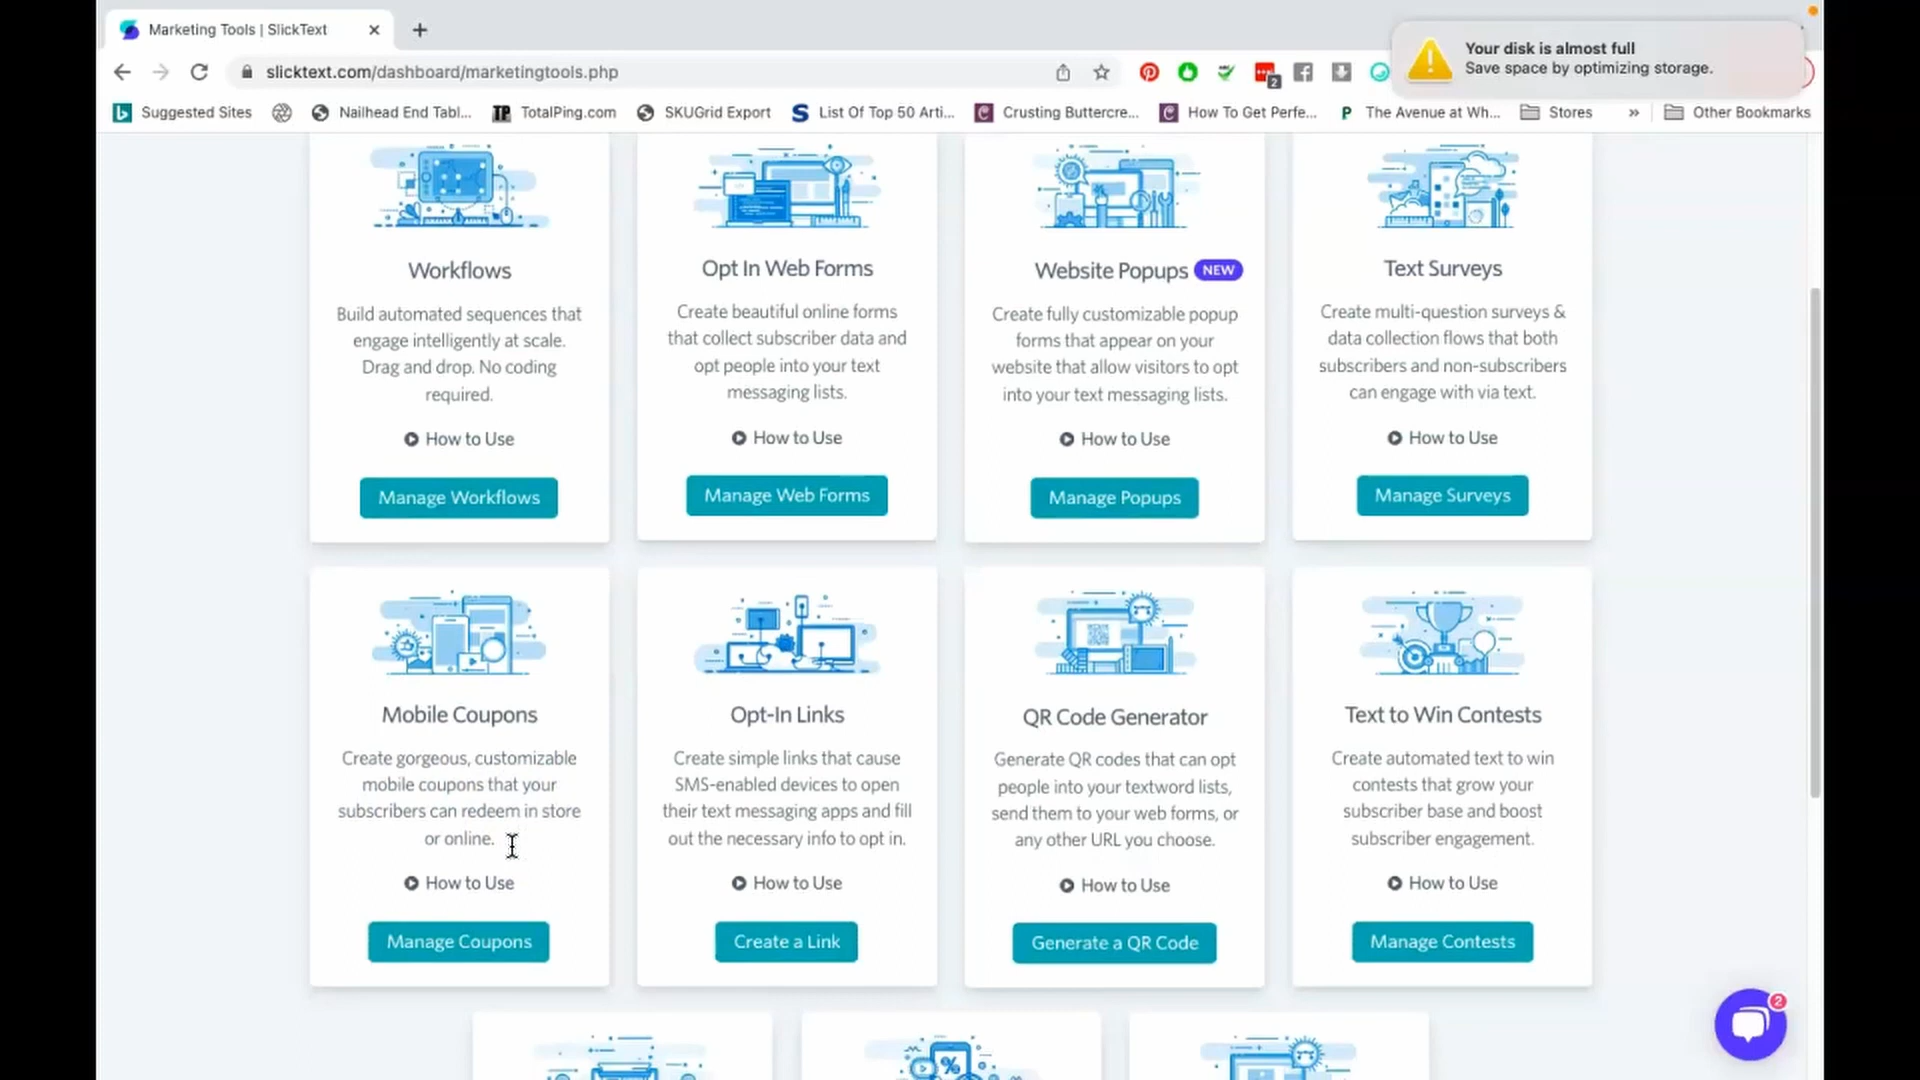 Marketing Tools | SlickText
Your disk is almost full
Save space by optimizing storage.
slicktext.com/dashboard/marketingtools.php
2
Suggested Sites
Nailhead End Tabl...
TotalPing.com
SKUGrid Export
List Of Top 50 Arti...
Crusting Buttercre...
How To Get Perfe...
The Avenue at Wh...
Stores
»
Other Bookmarks
Workflows
Build automated sequences that
engage intelligently at scale.
Drag and drop. No coding
required.
How to Use
Manage Workflows
Opt In Web Forms
Create beautiful online forms
that collect subscriber data and
opt people into your text
messaging lists.
How to Use
Manage Web Forms
Website Popups NEW
Create fully customizable popup
forms that appear on your
website that allow visitors to opt
into your text messaging lists.
How to Use
Manage Popups
Text Surveys
Create multi-question surveys &
data collection flows that both
subscribers and non-subscribers
can engage with via text.
How to Use
Manage Surveys
Mobile Coupons
Create gorgeous, customizable
mobile coupons that your
subscribers can redeem in store
or online.
How to Use
Manage Coupons
Opt-In Links
Create simple links that cause
SMS-enabled devices to open
their text messaging apps and fill
out the necessary info to opt in.
How to Use
Create a Link
QR Code Generator
Generate QR codes that can opt
people into your textword lists,
send them to your web forms, or
any other URL you choose.
How to Use
Generate a QR Code
Text to Win Contests
Create automated text to win
contests that grow your
subscriber base and boost
subscriber engagement.
How to Use
Manage Contests
%
2